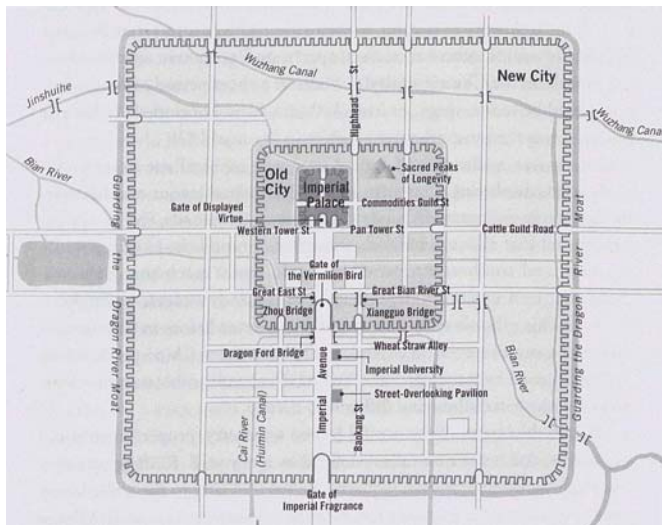 Wuzhang Canal
New City
Jinshuihe
Highhead St
Wuzhang Canal
Bian River
Old
City
Imperial
Palace
Sacred Peaks
of Longevity
Gate of Displayed
Virtue
Commodities Guild St
Western Tower St
Pan Tower St
Cattle Guild Road
Guarding the Dragon River Moat
Guarding the Dragon River Moat
Gate of
the Vermilion Bird
Great East St
Great Bian River St
Zhou Bridge
Xiangguo Bridge
Dragon Ford Bridge
Wheat Straw Alley
Imperial University
Bian River
Imperial Avenue
Street-Overlooking Pavilion
Cai River
(Huimin Canal)
Baokang St
Gate of
Imperial Fragrance